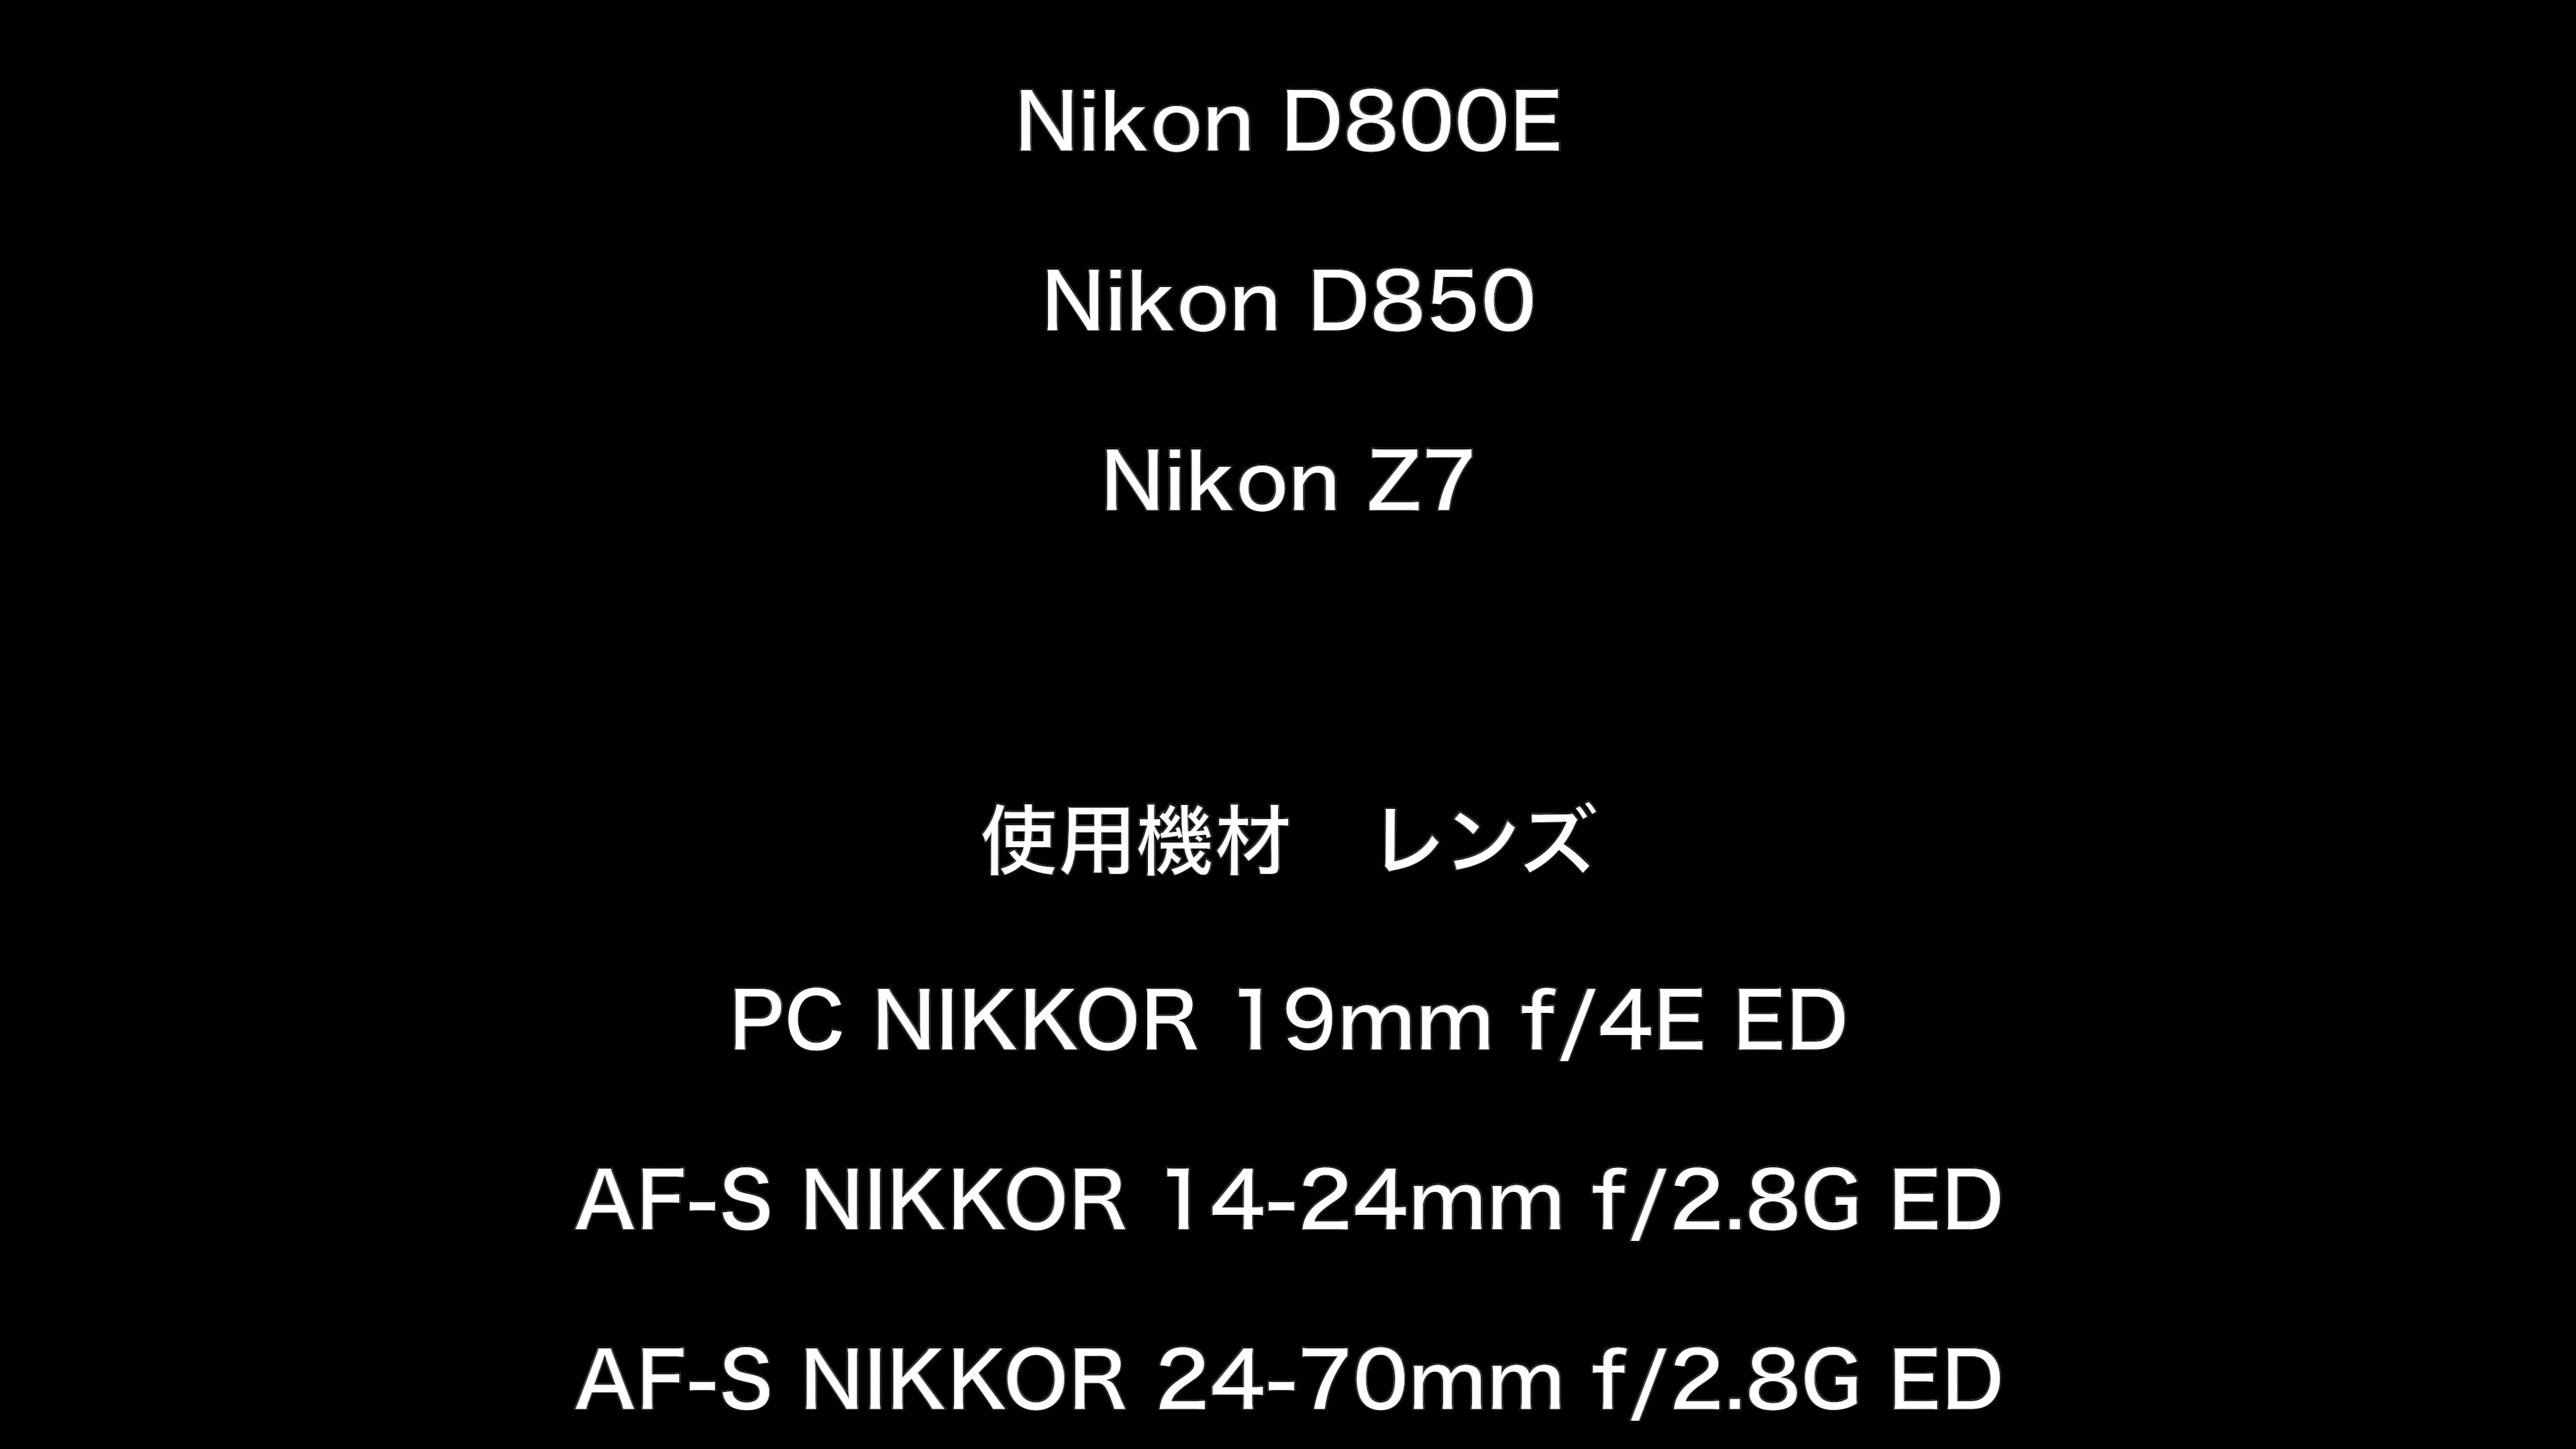 Nikon D800E
Nikon D850
Nikon Z7
使用機材　レンズ
PC NIKKOR 19mm f/4E ED
AF-S NIKKOR 14-24mm f/2.8G ED
AF-S NIKKOR 24-70mm f/2.8G ED